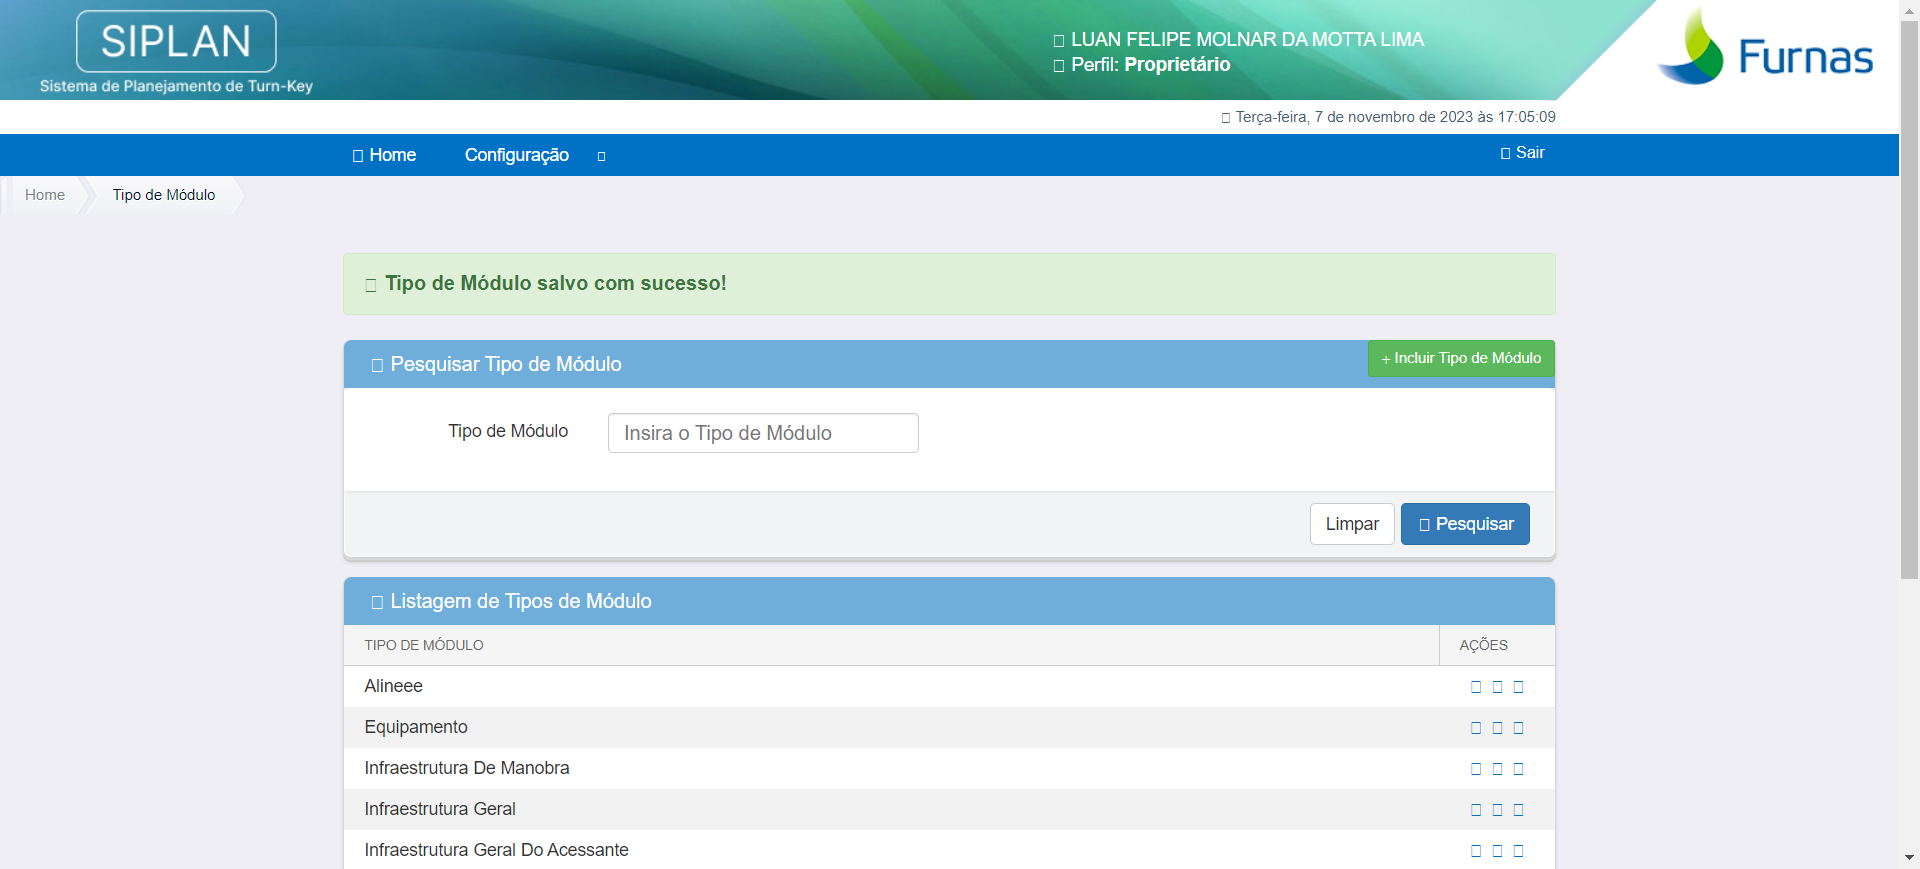 SIPLAN
Sistema de Planejamento de Turn-Key
LUAN FELIPE MOLNAR DA MOTTA LIMA
Perfil: Proprietário
Furnas
Terça-feira, 7 de novembro de 2023 às 17:05:09
Home Configuração Sair
Home Tipo de Módulo
Tipo de Módulo salvo com sucesso!
Pesquisar Tipo de Módulo
+ Incluir Tipo de Módulo
Tipo de Módulo Insira o Tipo de Módulo
Limpar Pesquisar
Listagem de Tipos de Módulo
TIPO DE MÓDULO AÇÕES
Alineee
Equipamento
Infraestrutura De Manobra
Infraestrutura Geral
Infraestrutura Geral Do Acessante